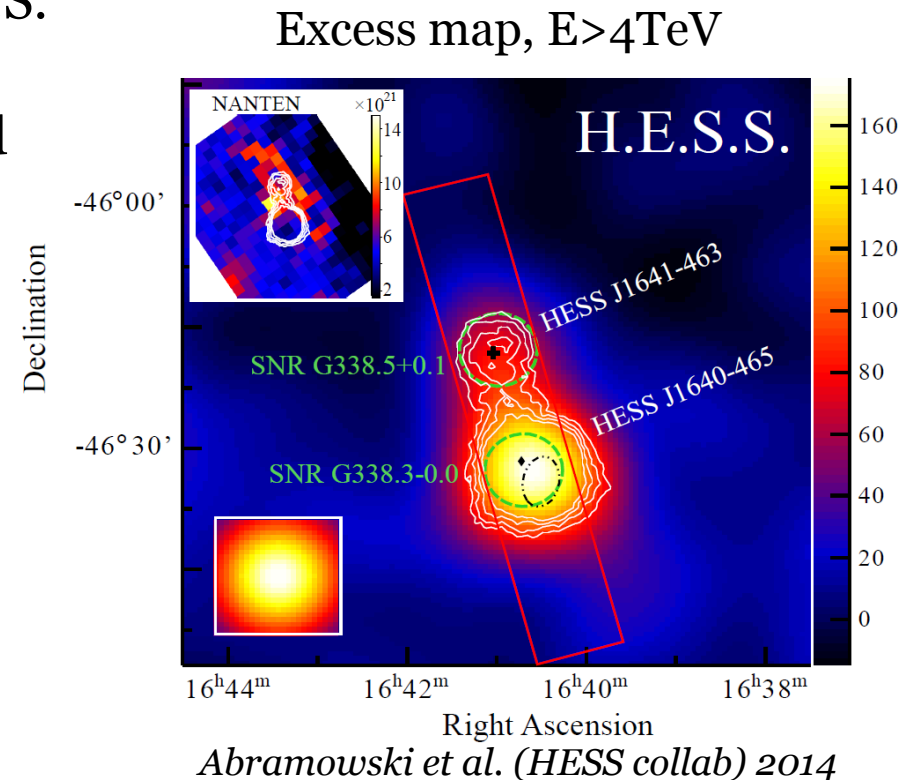 s.
Excess map, E>4TeV
d
NANTEN
×10²¹
14
10
6
2
H.E.S.S.
160
140
120
100
80
60
40
20
0
-46°00’
-46°30’
Declination
HESS J1641-463
SNR G338.5+0.1
HESS J1640-465
SNR G338.3-0.0
16ʰ44ᵐ
16ʰ42ᵐ
16ʰ40ᵐ
16ʰ38ᵐ
Right Ascension
Abramowski et al. (HESS collab) 2014